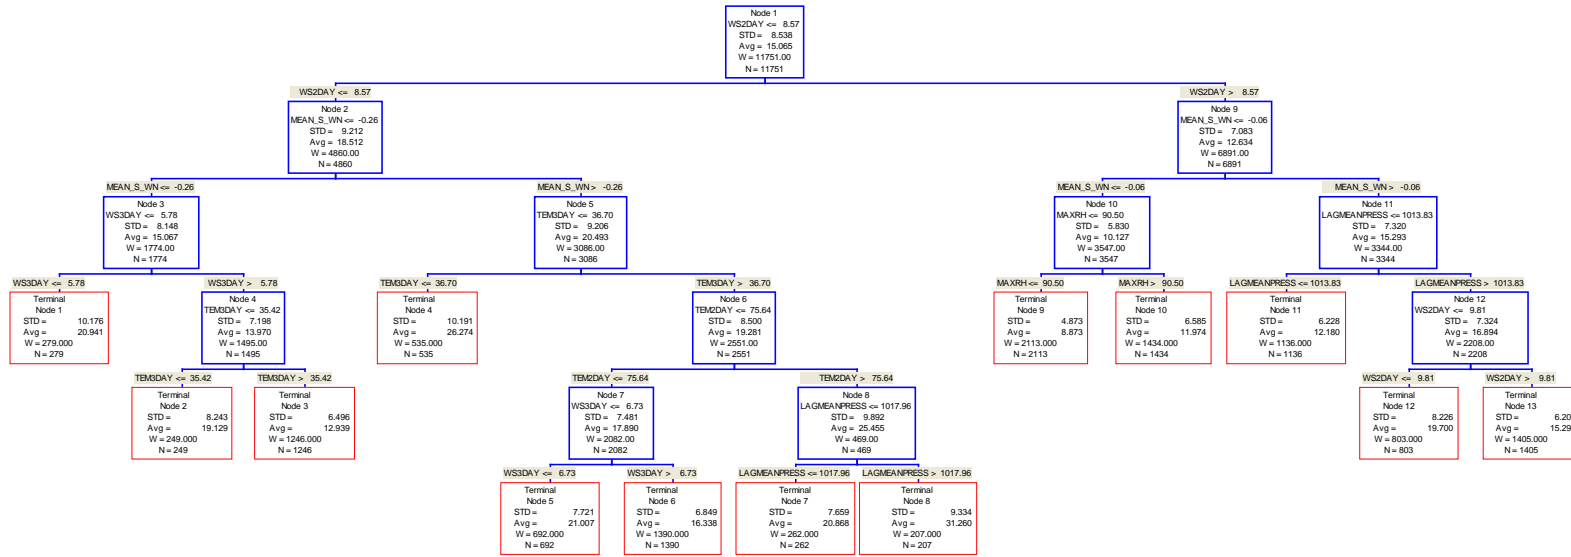 Node 1
WS2DAY <= 8.57
STD = 8.538
Avg = 15.065
W = 11751.00
N = 11751
WS2DAY <= 8.57
WS2DAY > 8.57
Node 2
MEAN_S_WN <= -0.26
STD = 9.212
Avg = 18.512
W = 4860.00
N = 4860
Node 9
MEAN_S_WN <= -0.06
STD = 7.083
Avg = 12.634
W = 6891.00
N = 6891
MEAN_S_WN <= -0.26
MEAN_S_WN > -0.26
MEAN_S_WN <= -0.06
MEAN_S_WN > -0.06
Node 3
WS3DAY <= 5.78
STD = 8.148
Avg = 15.067
W = 1774.00
N = 1774
Node 5
TEM3DAY <= 36.70
STD = 9.206
Avg = 20.493
W = 3086.00
N = 3086
Node 10
MAXRH <= 90.50
STD = 5.830
Avg = 10.127
W = 3547.00
N = 3547
Node 11
LAGMEANPRESS <= 1013.83
STD = 7.320
Avg = 15.293
W = 3344.00
N = 3344
WS3DAY <= 5.78
WS3DAY > 5.78
TEM3DAY <= 36.70
TEM3DAY > 36.70
MAXRH <= 90.50
MAXRH > 90.50
LAGMEANPRESS <= 1013.83
LAGMEANPRESS > 1013.83
Terminal
Node 1
STD = 10.176
Avg = 20.941
W = 279.000
N = 279
Node 4
TEM3DAY <= 35.42
STD = 7.198
Avg = 13.970
W = 1495.00
N = 1495
Terminal
Node 4
STD = 10.191
Avg = 26.274
W = 535.000
N = 535
Node 6
TEM2DAY <= 75.64
STD = 8.500
Avg = 19.281
W = 2551.00
N = 2551
Terminal
Node 9
STD = 4.873
Avg = 8.873
W = 2113.000
N = 2113
Terminal
Node 10
STD = 6.585
Avg = 11.974
W = 1434.000
N = 1434
Terminal
Node 11
STD = 6.228
Avg = 12.180
W = 1136.000
N = 1136
Node 12
WS2DAY <= 9.81
STD = 7.324
Avg = 16.894
W = 2208.00
N = 2208
TEM3DAY <= 35.42
TEM3DAY > 35.42
TEM2DAY <= 75.64
TEM2DAY > 75.64
WS2DAY <= 9.81
WS2DAY > 9.81
Terminal
Node 2
STD = 8.243
Avg = 19.129
W = 249.000
N = 249
Terminal
Node 3
STD = 6.496
Avg = 12.939
W = 1246.000
N = 1246
Node 7
WS3DAY <= 6.73
STD = 7.481
Avg = 17.890
W = 2082.00
N = 2082
Node 8
LAGMEANPRESS <= 1017.96
STD = 9.892
Avg = 25.455
W = 469.00
N = 469
Terminal
Node 12
STD = 8.226
Avg = 19.700
W = 803.000
N = 803
Terminal
Node 13
STD = 6.20
Avg = 15.29
W = 1405.000
N = 1405
WS3DAY <= 6.73
WS3DAY > 6.73
LAGMEANPRESS <= 1017.96
LAGMEANPRESS > 1017.96
Terminal
Node 5
STD = 7.721
Avg = 21.007
W = 692.000
N = 692
Terminal
Node 6
STD = 6.849
Avg = 16.338
W = 1390.000
N = 1390
Terminal
Node 7
STD = 7.659
Avg = 20.868
W = 262.000
N = 262
Terminal
Node 8
STD = 9.334
Avg = 31.260
W = 207.000
N = 207